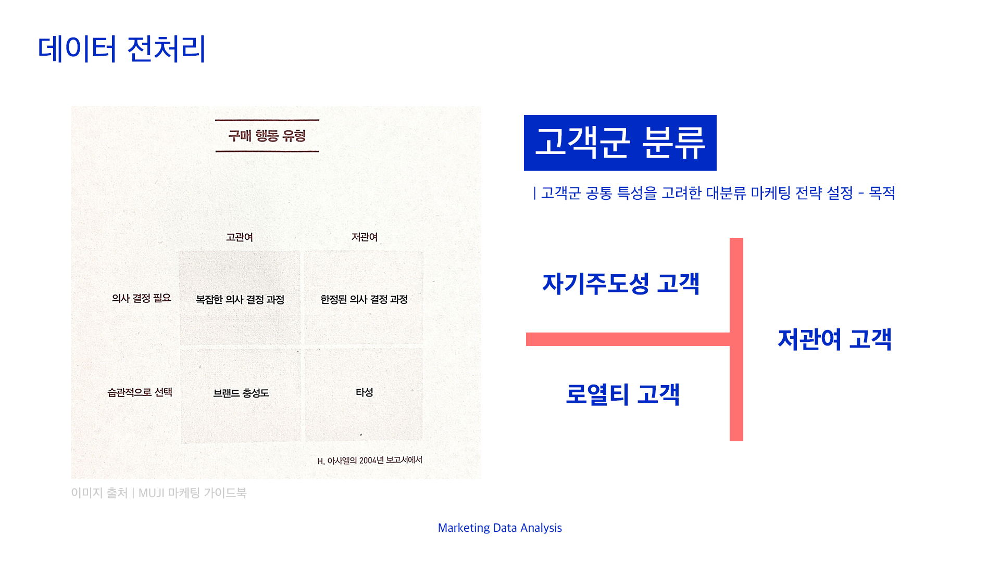 데이터 전처리
구매 행동 유형
고관여 저관여
의사 결정 필요 복잡한 의사 결정 과정 한정된 의사 결정 과정
습관적으로 선택 브랜드 충성도 타성
H. 아사엘의 2004년 보고서에서
이미지 출처 | MUJI 마케팅 가이드북
고객군 분류
| 고객군 공통 특성을 고려한 대분류 마케팅 전략 설정 - 목적
자기주도성 고객
저관여 고객
로열티 고객
Marketing Data Analysis